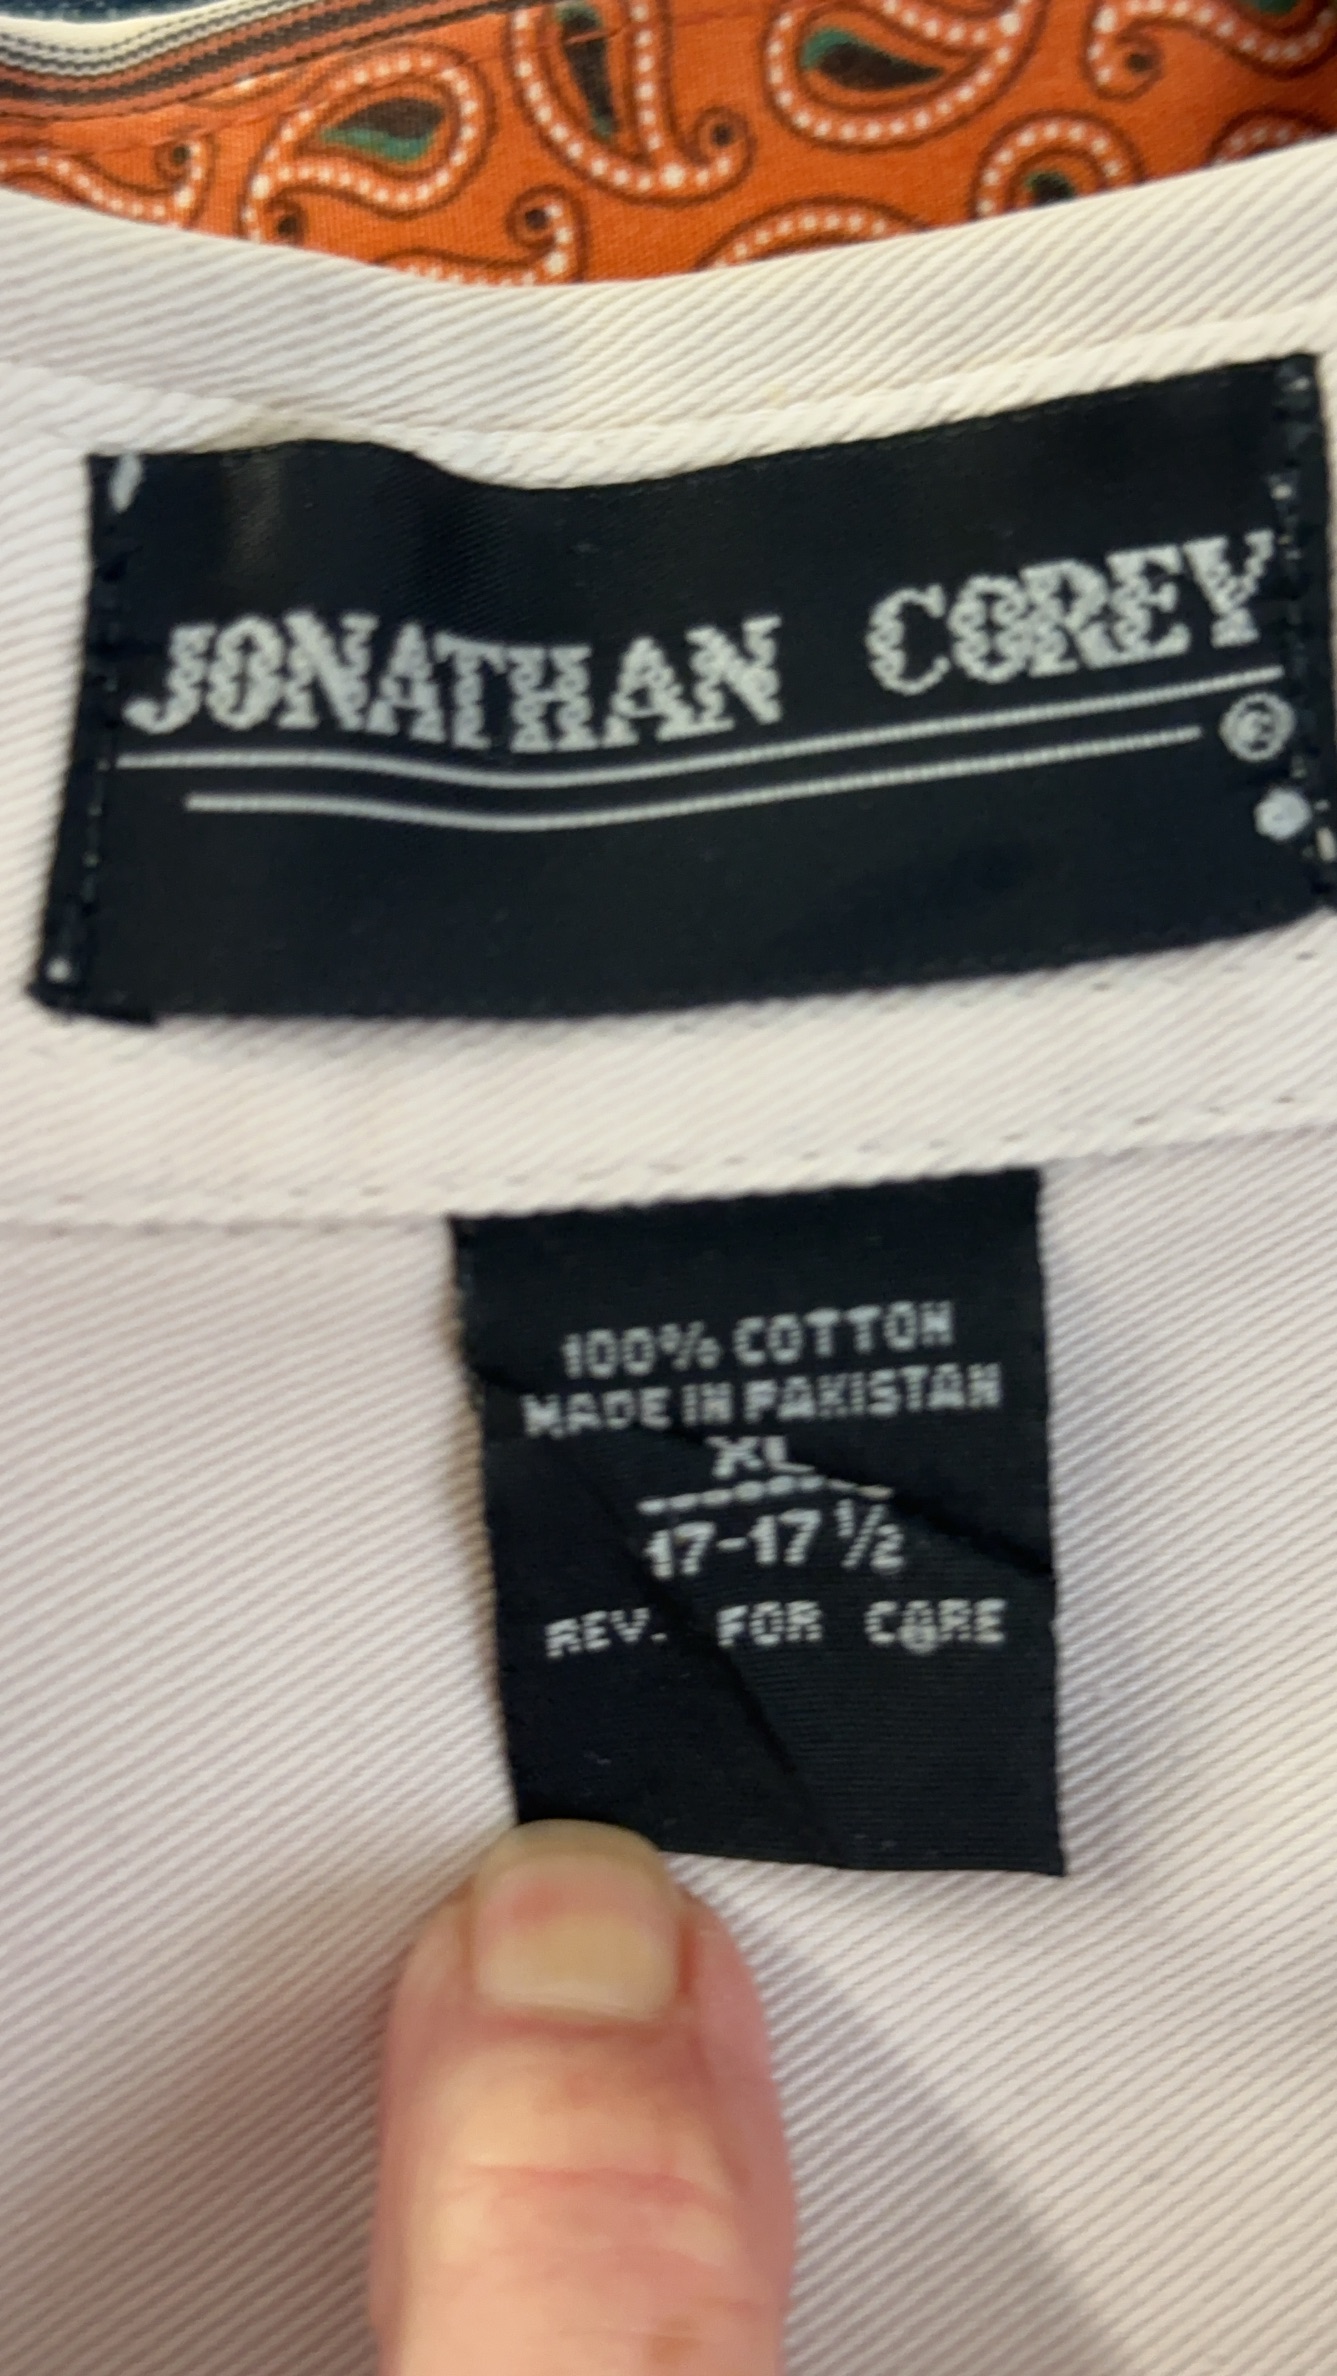 JONATHAN COREY
®
100% COTTON
MADE IN PAKISTAN
XL
17-17 ½
REV. FOR CARE